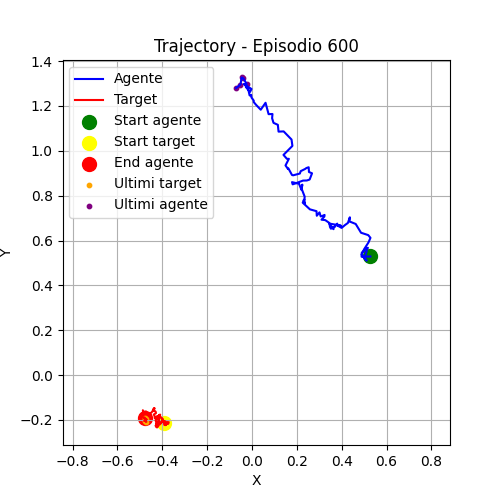 Trajectory - Episodio 600
Agente
Target
Start agente
Start target
End agente
Ultimi target
Ultimi agente
1.4
1.2
1.0
0.8
0.6
0.4
0.2
0.0
−0.2
Y
−0.8 −0.6 −0.4 −0.2 0.0 0.2 0.4 0.6 0.8
X